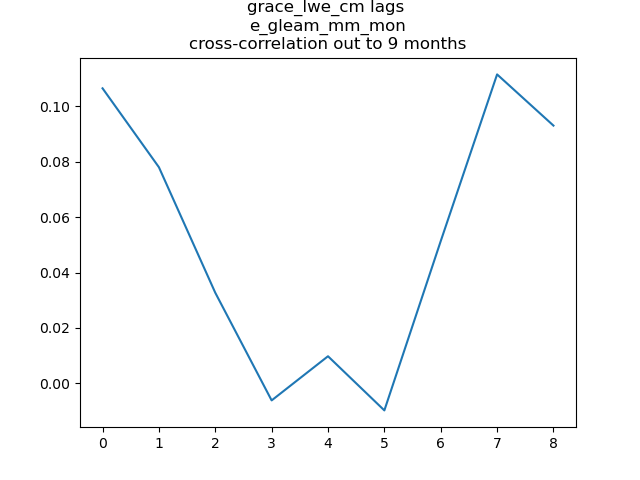 grace_lwe_cm lags
e_gleam_mm_mon
cross-correlation out to 9 months
0.10
0.08
0.06
0.04
0.02
0.00
0 1 2 3 4 5 6 7 8